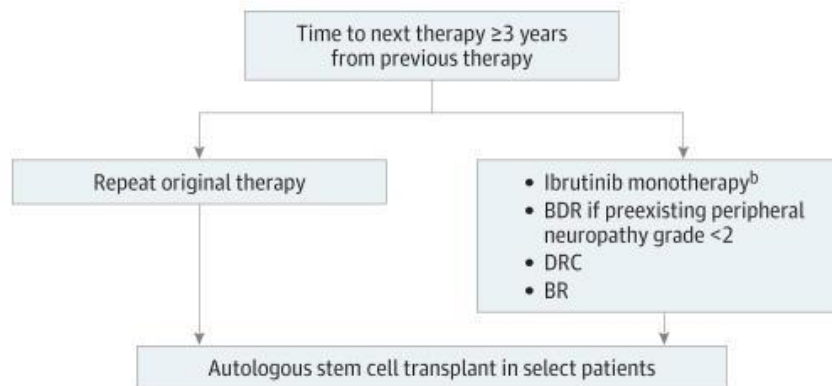 Time to next therapy ≥3 years
from previous therapy
Repeat original therapy
• Ibrutinib monotherapyᵇ
• BDR if preexisting peripheral
neuropathy grade <2
• DRC
• BR
Autologous stem cell transplant in select patients